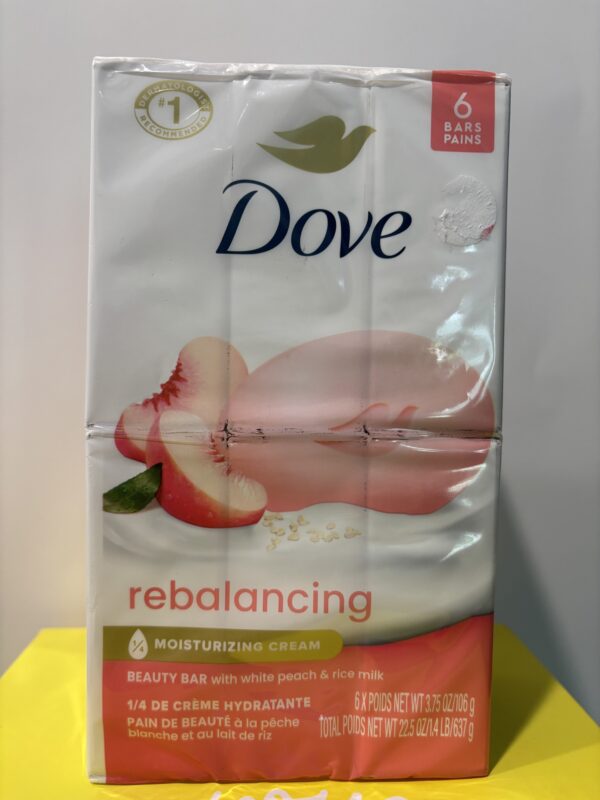 DERMATOLOGIST
#1
RECOMMENDED
6
BARS
PAINS
Dove
rebalancing
1/4 MOISTURIZING CREAM
BEAUTY BAR with white peach & rice milk
1/4 DE CRÈME HYDRATANTE
PAIN DE BEAUTÉ à la pêche
blanche et au lait de riz
6 X POIDS NET WT 3.75 OZ/106 g
TOTAL POIDS NET WT 22.5 OZ/1.4 LB/637 g